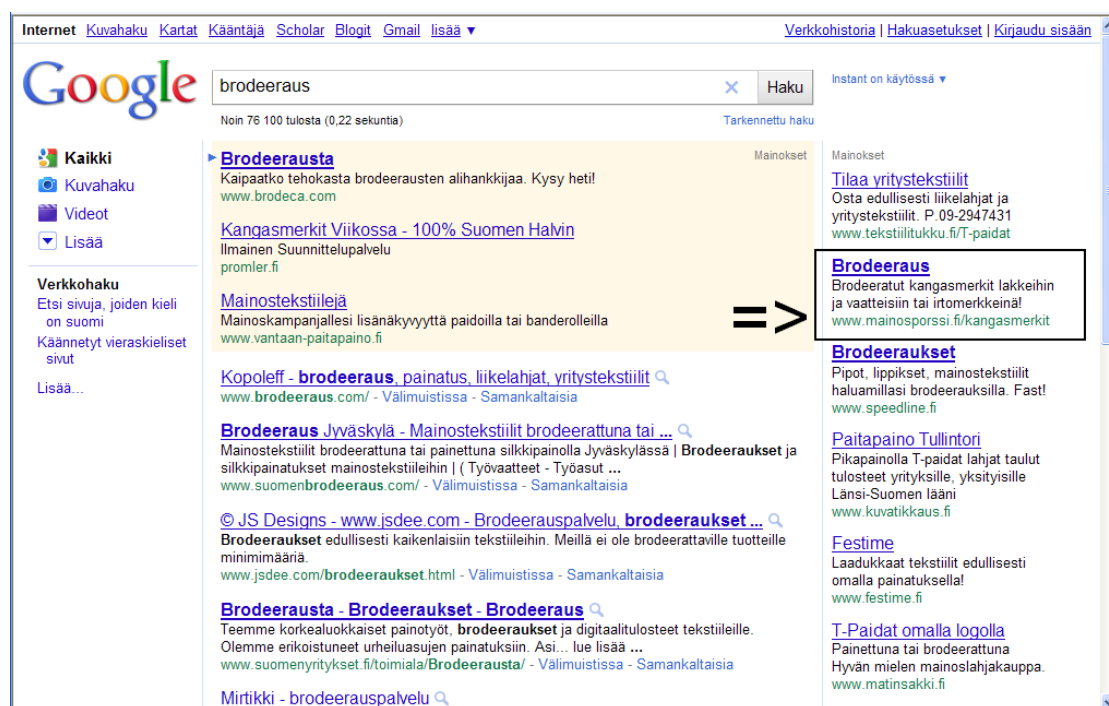 Internet Kuvahaku Kartat Kääntäjä Scholar Blogit Gmail lisää ▼
Verkkohistoria | Hakuasetukset | Kirjaudu sisään
Google
brodeeraus
Haku
Instant on käytössä ▼
Noin 76 100 tulosta (0,22 sekuntia)
Tarkennettu haku
Kaikki
Kuvahaku
Videot
Lisää
Verkkohaku
Etsi sivuja, joiden kieli
on suomi
Käännetyt vieraskieliset
sivut
Lisää...
Mainokset
Brodeerausta
Kaipaatko tehokasta brodeerausten alihankkijaa. Kysy heti!
www.brodeca.com
Kangasmerkit Viikossa - 100% Suomen Halvin
Ilmainen Suunnittelupalvelu
promler.fi
Mainostekstiilejä
Mainoskampanjallesi lisänäkyvyyttä paidoilla tai banderolleilla
www.vantaan-paitapaino.fi
=>
Kopoleff - brodeeraus, painatus, liikelahjat, yritystekstiilit
www.brodeeraus.com/ - Välimuistissa - Samankaltaisia
Brodeeraus Jyväskylä - Mainostekstiilit brodeerattuna tai ...
Mainostekstiilit brodeerattuna tai painettuna silkkipainolla Jyväskylässä | Brodeeraukset ja
silkkipainatukset mainostekstiileihin | ( Työvaatteet - Työasut ...
www.suomenbrodeeraus.com/ - Välimuistissa - Samankaltaisia
© JS Designs - www.jsdee.com - Brodeerauspalvelu, brodeeraukset ...
Brodeeraukset edullisesti kaikenlaisiin tekstiileihin. Meillä ei ole brodeerattaville tuotteille
minimimääriä.
www.jsdee.com/brodeeraukset.html - Välimuistissa - Samankaltaisia
Brodeerausta - Brodeeraukset - Brodeeraus
Teemme korkealuokkaiset painotyöt, brodeeraukset ja digitaalitulosteet tekstiileille.
Olemme erikoistuneet urheiluasujen painatuksiin. Asi... lue lisää ...
www.suomenyritykset.fi/toimiala/Brodeerausta/ - Välimuistissa - Samankaltaisia
Mirtikki - brodeerauspalvelu
Mainokset
Tilaa yritystekstiilit
Osta edullisesti liikelahjat ja
yritystekstiilit. P.09-2947431
www.tekstiilitukku.fi/T-paidat
Brodeeraus
Brodeeratut kangasmerkit lakkeihin
ja vaatteisiin tai irtomerkkeinä!
www.mainosporssi.fi/kangasmerkit
Brodeeraukset
Pipot, lippikset, mainostekstiilit
haluamillasi brodeerauksilla. Fast!
www.speedline.fi
Paitapaino Tullintori
Pikapainolla T-paidat lahjat taulut
tulosteet yrityksille, yksityisille
Länsi-Suomen lääni
www.kuvatikkaus.fi
Festime
Laadukkaat tekstiilit edullisesti
omalla painatuksella!
www.festime.fi
T-Paidat omalla logolla
Painettuna tai brodeerattuna
Hyvän mielen mainoslahjakauppa.
www.matinsakki.fi